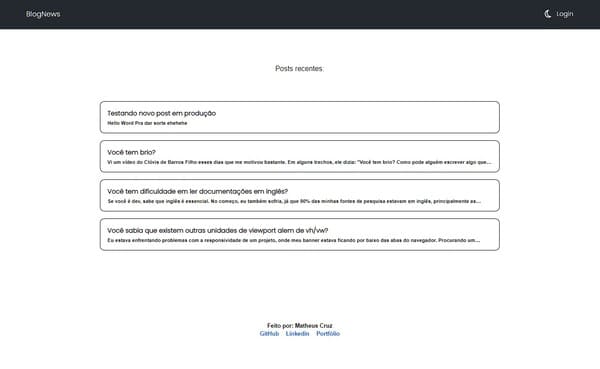 BlogNews
Login
Posts recentes:
Testando novo post em produção
Hello Word Pra dar sorte ehehehe
Você tem brio?
Vi um vídeo do Clóvis de Barros Filho esses dias que me motivou bastante. Em alguns trechos, ele dizia: "Você tem brio? Como pode alguém escrever algo que...
Você tem dificuldade em ler documentações em inglês?
Se você é dev, sabe que inglês é essencial. No começo, eu também sofria, já que 90% das minhas fontes de pesquisa estavam em inglês, principalmente as...
Você sabia que existem outras unidades de viewport alem de vh/vw?
Eu estava enfrentando problemas com a responsividade de um projeto, onde meu banner estava ficando por baixo das abas do navegador. Procurando um...
Feito por: Matheus Cruz
GitHub Linkedin Portfólio